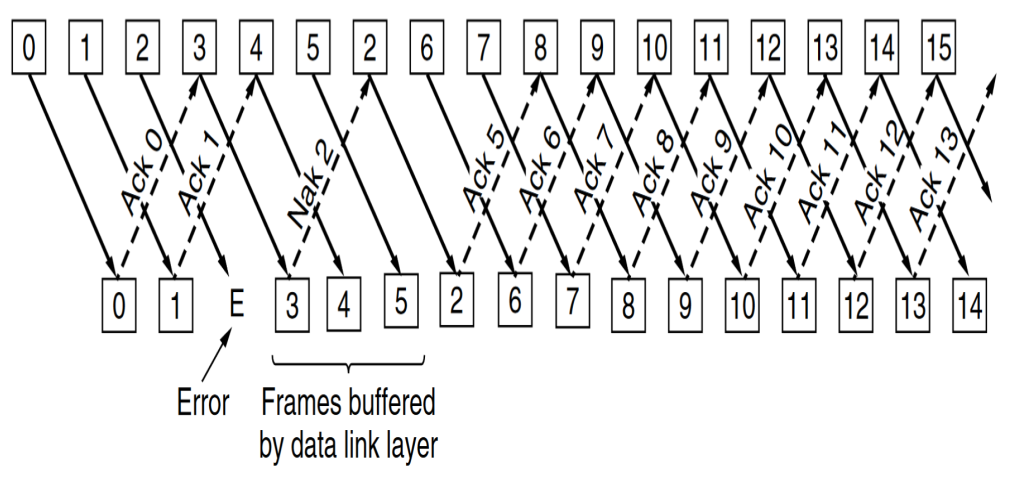 0 1 2 3 4 5 2 6 7 8 9 10 11 12 13 14 15
Ack 0 Ack 1 Nak 2 Ack 5 Ack 6 Ack 7 Ack 8 Ack 9 Ack 10 Ack 11 Ack 12 Ack 13
0 1 E 3 4 5 2 6 7 8 9 10 11 12 13 14
Error Frames buffered
by data link layer